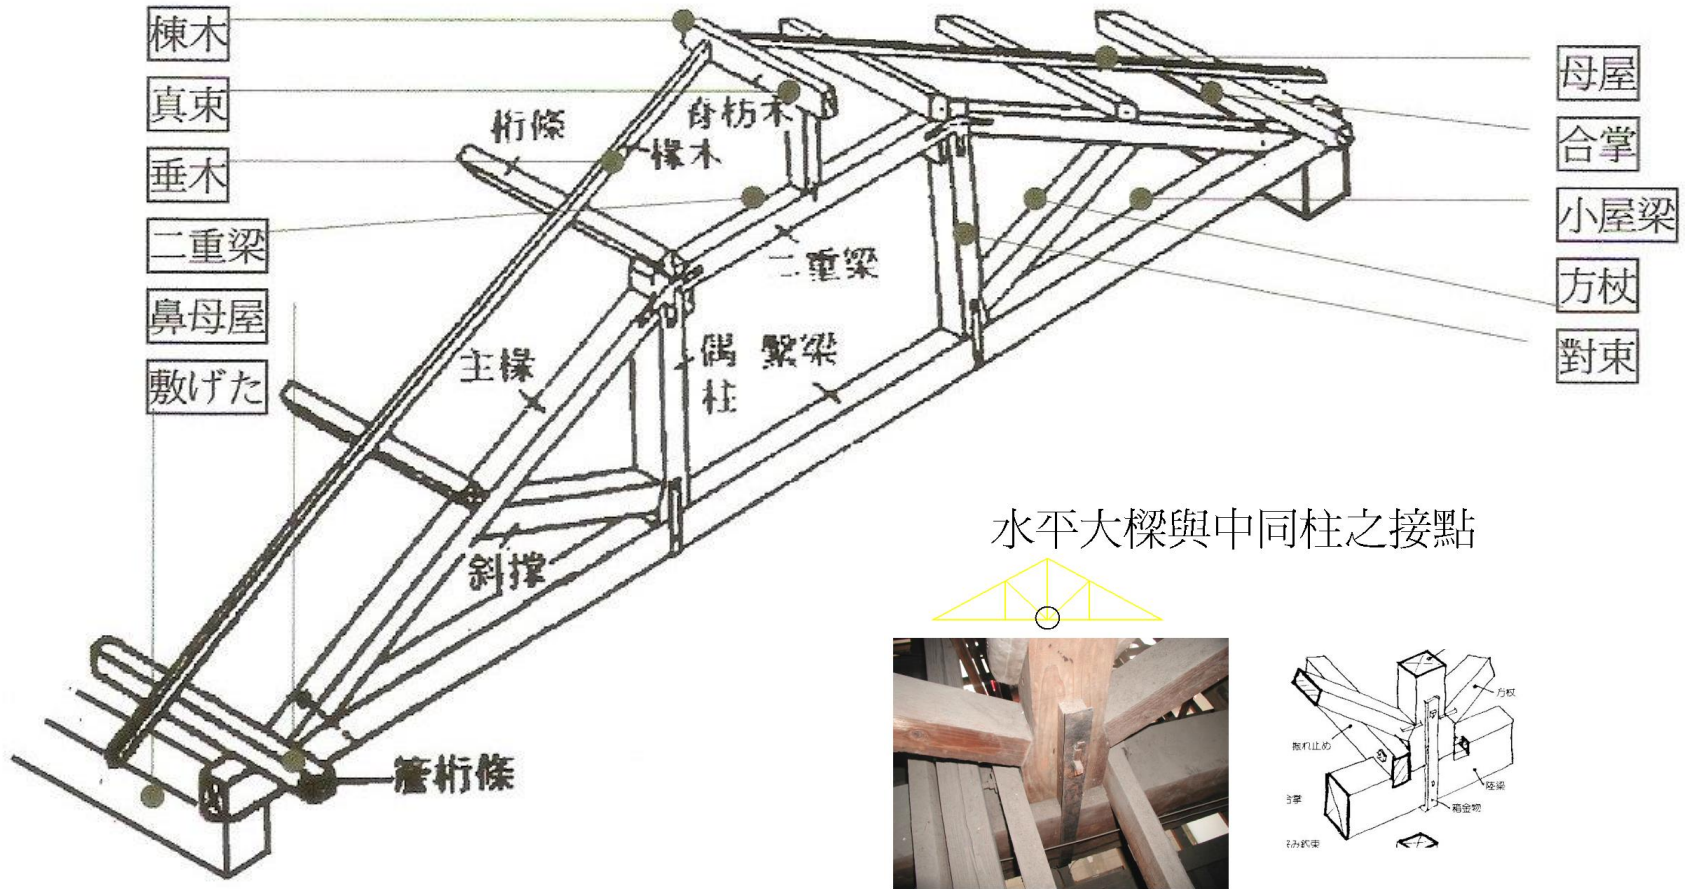 棟木
真束
垂木
二重梁
鼻母屋
敷げた
母屋
合掌
小屋梁
方杖
對束
桁條
脊枋木
椽木
二重梁
主椽
偶柱
繫梁
斜撐
簷桁條
水平大樑與中同柱之接點
方杖
振れ止め
陸梁
箱金物
合掌